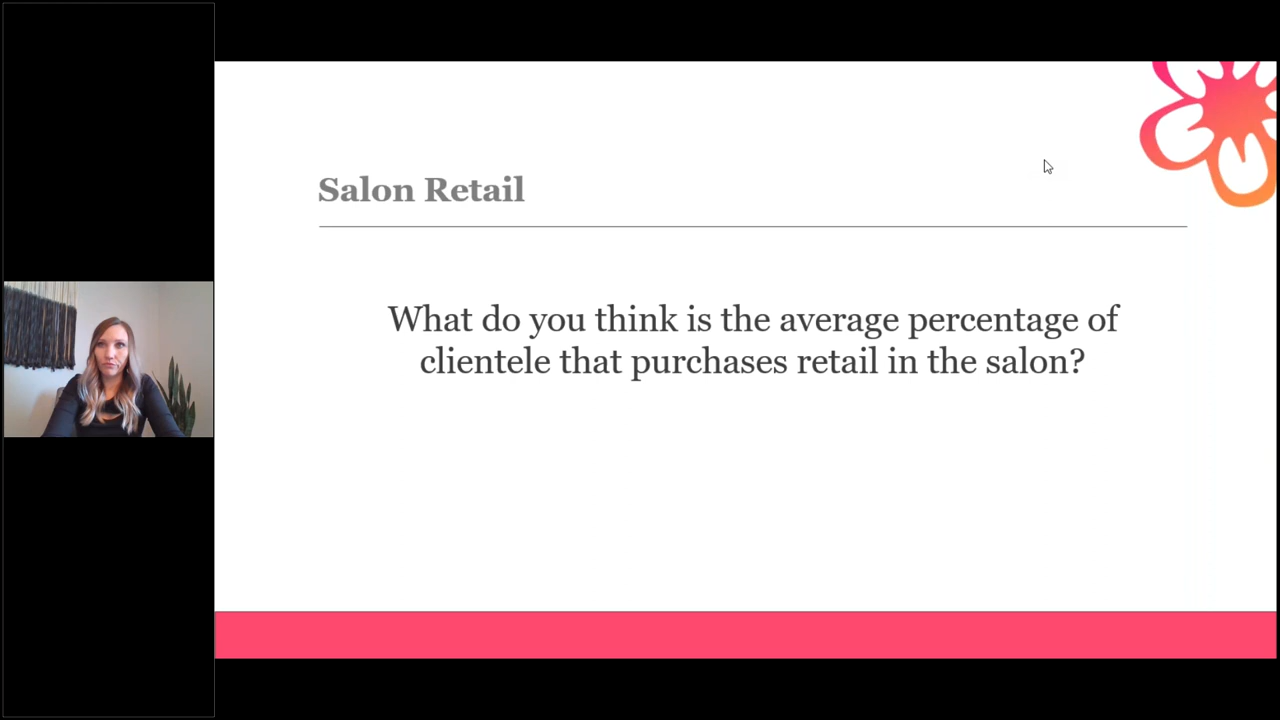 Salon Retail
What do you think is the average percentage of
clientele that purchases retail in the salon?